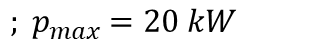 ; p_max = 20 kW